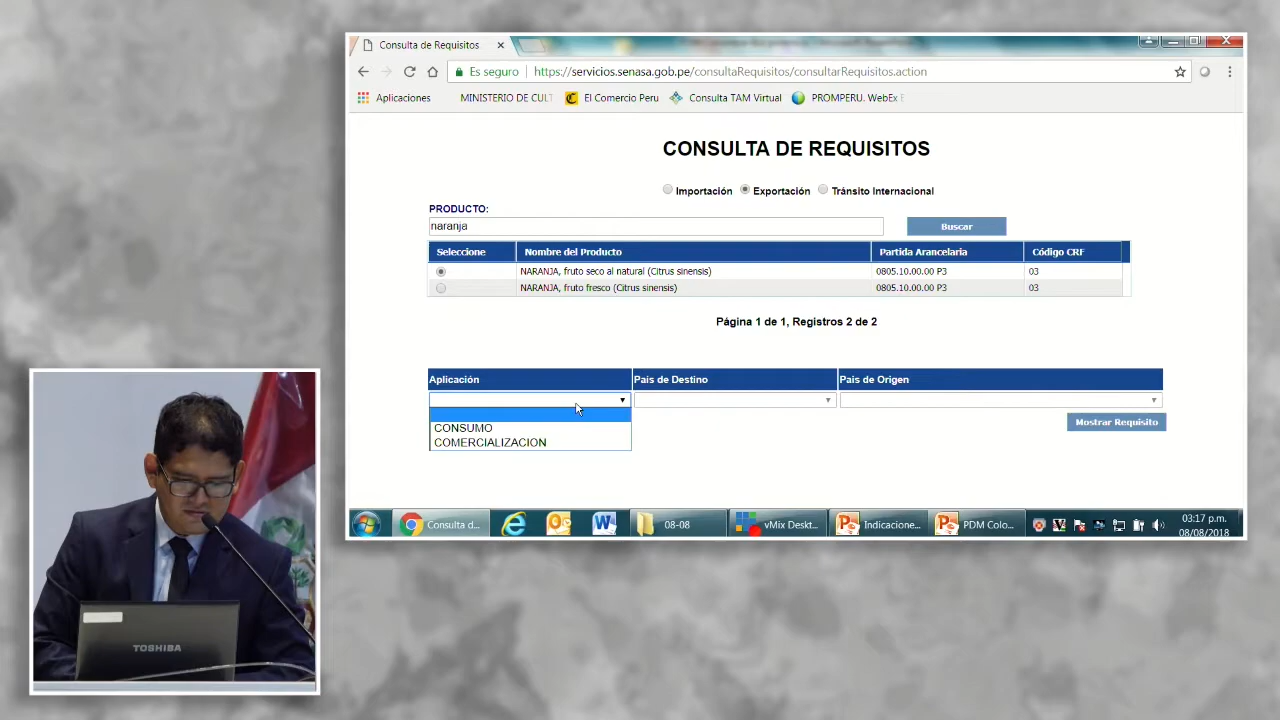 Consulta de Requisitos
Es seguro
https://servicios.senasa.gob.pe/consultaRequisitos/consultarRequisitos.action
Aplicaciones
MINISTERIO DE CULT
El Comercio Peru
Consulta TAM Virtual
PROMPERU. WebEx E
CONSULTA DE REQUISITOS
Importación
Exportación
Tránsito Internacional
PRODUCTO:
naranja
Buscar
Seleccione
Nombre del Producto
Partida Arancelaria
Código CRF
NARANJA, fruto seco al natural (Citrus sinensis)
0805.10.00.00 P3
03
NARANJA, fruto fresco (Citrus sinensis)
0805.10.00.00 P3
03
Página 1 de 1, Registros 2 de 2
Aplicación
Pais de Destino
Pais de Origen
CONSUMO
COMERCIALIZACION
Mostrar Requisito
Consulta d...
08-08
vMix Deskt...
Indicacione...
PDM Colo...
03:17 p.m.
08/08/2018
TOSHIBA